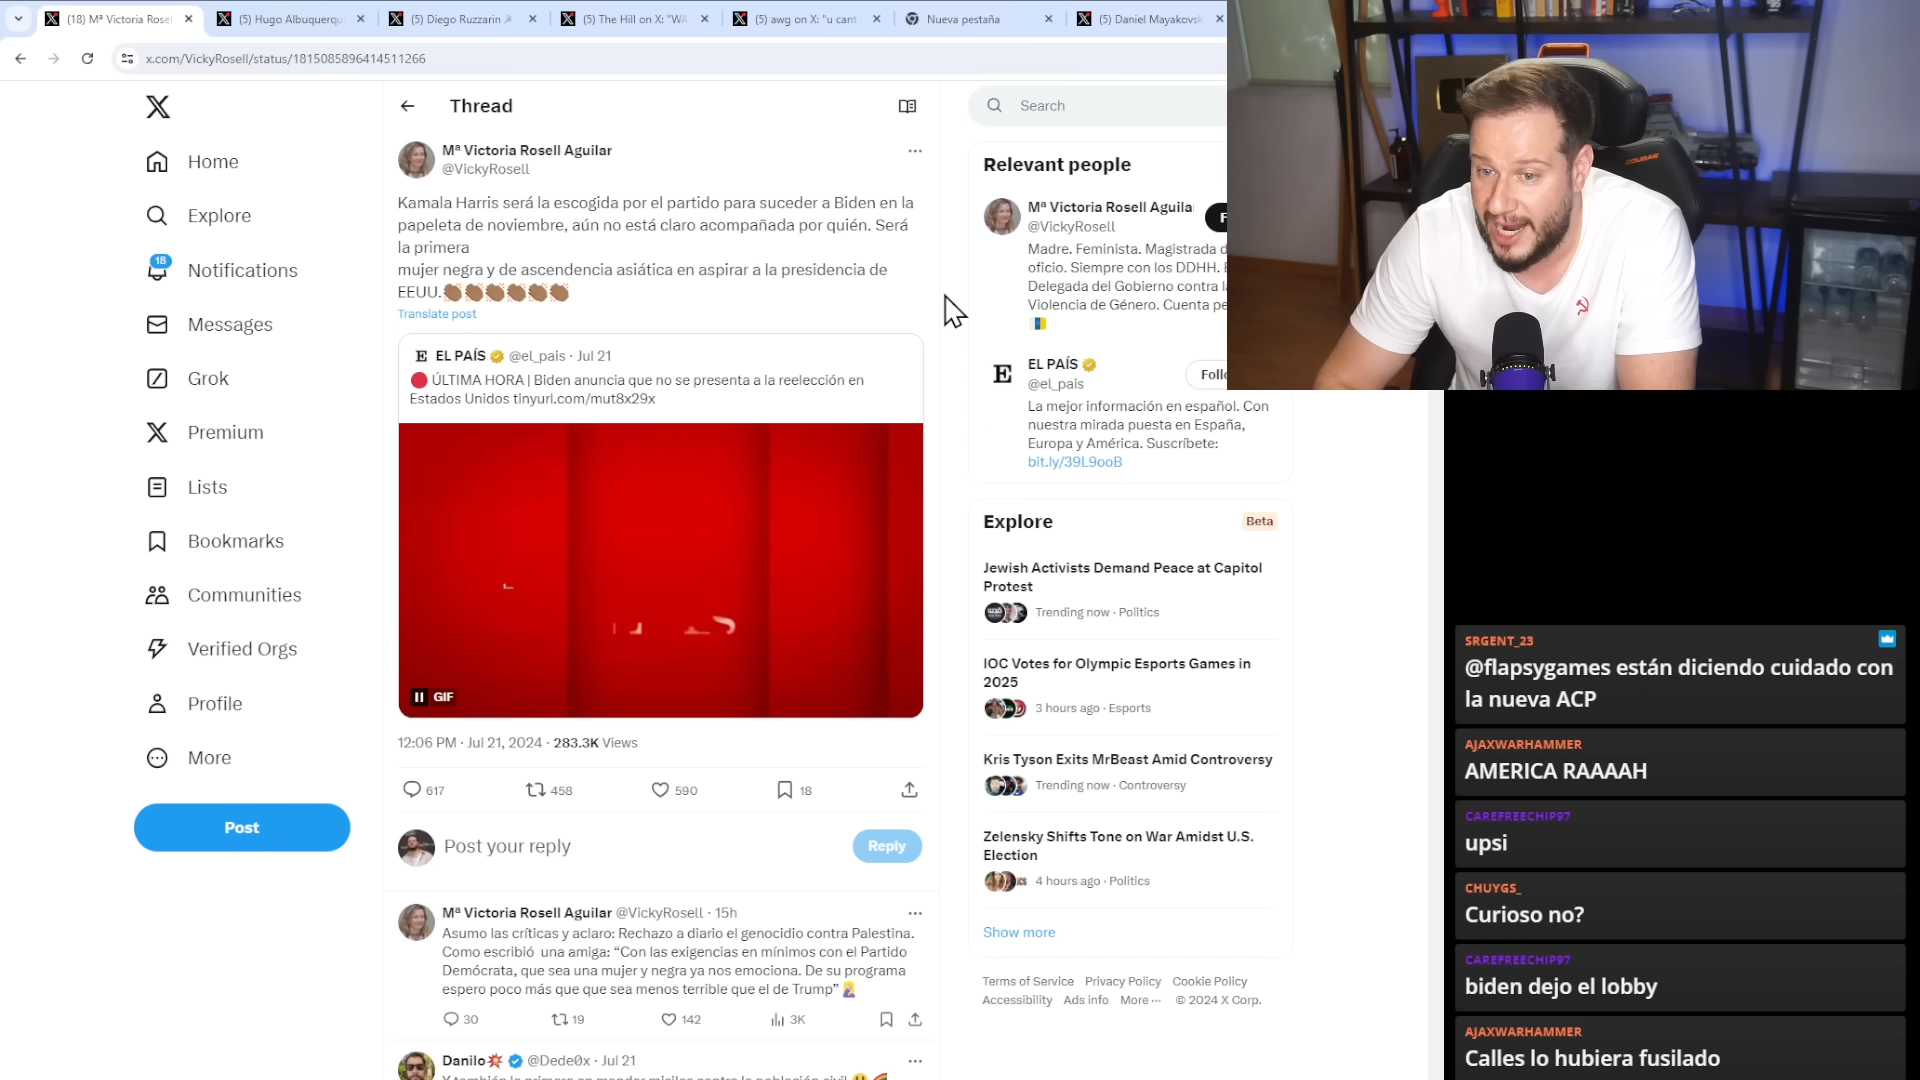 (18) Mª Victoria Rosel
(5) Hugo Albuquerqu
(5) Diego Ruzzarin
(5) The Hill on X: "WA
(5) awg on X: "u cant
Nueva pestaña
(5) Daniel Mayakovsk
x.com/VickyRosell/status/1815085896414511266
Home
Explore
18
Notifications
Messages
Grok
Premium
Lists
Bookmarks
Communities
Verified Orgs
Profile
More
Post
Thread
Mª Victoria Rosell Aguilar
@VickyRosell
Kamala Harris será la escogida por el partido para suceder a Biden en la
papeleta de noviembre, aún no está claro acompañada por quién. Será
la primera
mujer negra y de ascendencia asiática en aspirar a la presidencia de
EEUU.👏🏾👏🏾👏🏾👏🏾👏🏾👏🏾
Translate post
E EL PAÍS @el_pais · Jul 21
🔴 ÚLTIMA HORA | Biden anuncia que no se presenta a la reelección en
Estados Unidos tinyurl.com/mut8x29x
GIF
12:06 PM · Jul 21, 2024 · 283.3K Views
617 458 590 18
Post your reply
Reply
Mª Victoria Rosell Aguilar @VickyRosell · 15h
Asumo las críticas y aclaro: Rechazo a diario el genocidio contra Palestina.
Como escribió una amiga: “Con las exigencias en mínimos con el Partido
Demócrata, que sea una mujer y negra ya nos emociona. De su programa
espero poco más que que sea menos terrible que el de Trump”
30 19 142 3K
Danilo💥 @Dede0x · Jul 21
Search
Relevant people
Mª Victoria Rosell Aguila
@VickyRosell
F
Madre. Feminista. Magistrada d
oficio. Siempre con los DDHH. E
Delegada del Gobierno contra l
Violencia de Género. Cuenta pe
E
EL PAÍS
@el_pais
Follo
La mejor información en español. Con
nuestra mirada puesta en España,
Europa y América. Suscríbete:
bit.ly/39L9ooB
Explore
Beta
Jewish Activists Demand Peace at Capitol
Protest
Trending now · Politics
IOC Votes for Olympic Esports Games in
2025
3 hours ago · Esports
Kris Tyson Exits MrBeast Amid Controversy
Trending now · Controversy
Zelensky Shifts Tone on War Amidst U.S.
Election
4 hours ago · Politics
Show more
Terms of Service Privacy Policy Cookie Policy
Accessibility Ads info More ··· © 2024 X Corp.
COUGAR
SRGENT_23
@flapsygames están diciendo cuidado con
la nueva ACP
AJAXWARHAMMER
AMERICA RAAAAH
CAREFREECHIP97
upsi
CHUYGS_
Curioso no?
CAREFREECHIP97
biden dejo el lobby
AJAXWARHAMMER
Calles lo hubiera fusilado